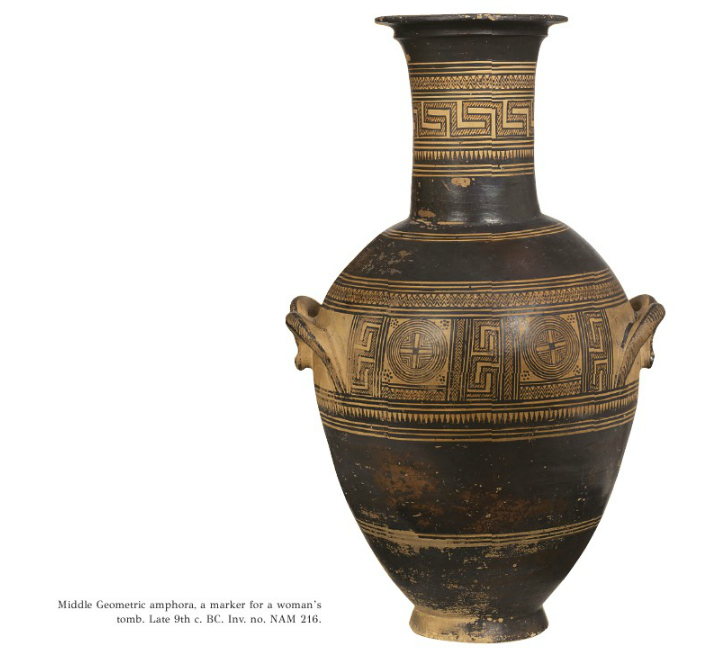 Middle Geometric amphora, a marker for a woman's
tomb. Late 9th c. BC. Inv. no. NAM 216.